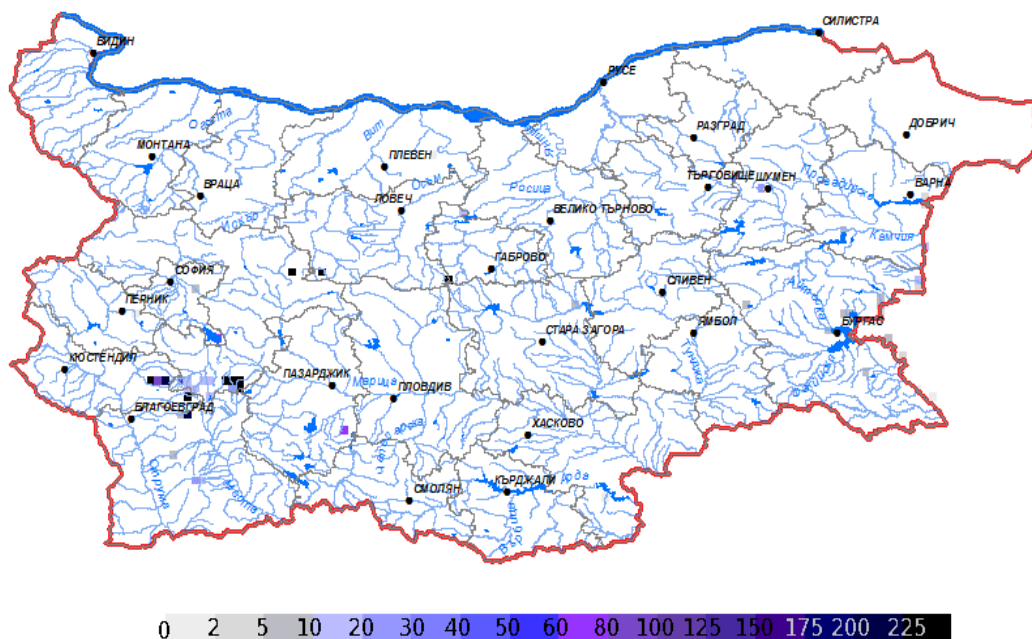 СИЛИСТРА
ВИДИН
РУСЕ
Огоста
Вит
ДОБРИЧ
РАЗГРАД
МОНТАНА
ПЛЕВЕН
ТЪРГОВИЩЕ
ШУМЕН
Провадийска
ВРАЦА
Осъм
Росица
ВАРНА
ЛОВЕЧ
Искър
ВЕЛИКО ТЪРНОВО
Камчия
ГАБРОВО
СОФИЯ
СЛИВЕН
ПЕРНИК
СТАРА ЗАГОРА
ЯМБОЛ
БУРГАС
КЮСТЕНДИЛ
ПАЗАРДЖИК
Марица
ПЛОВДИВ
Тунджа
БЛАГОЕВГРАД
ХАСКОВО
Струма
Места
СМОЛЯН
КЪРДЖАЛИ
0 2 5 10 20 30 40 50 60 80 100 125 150 175 200 225